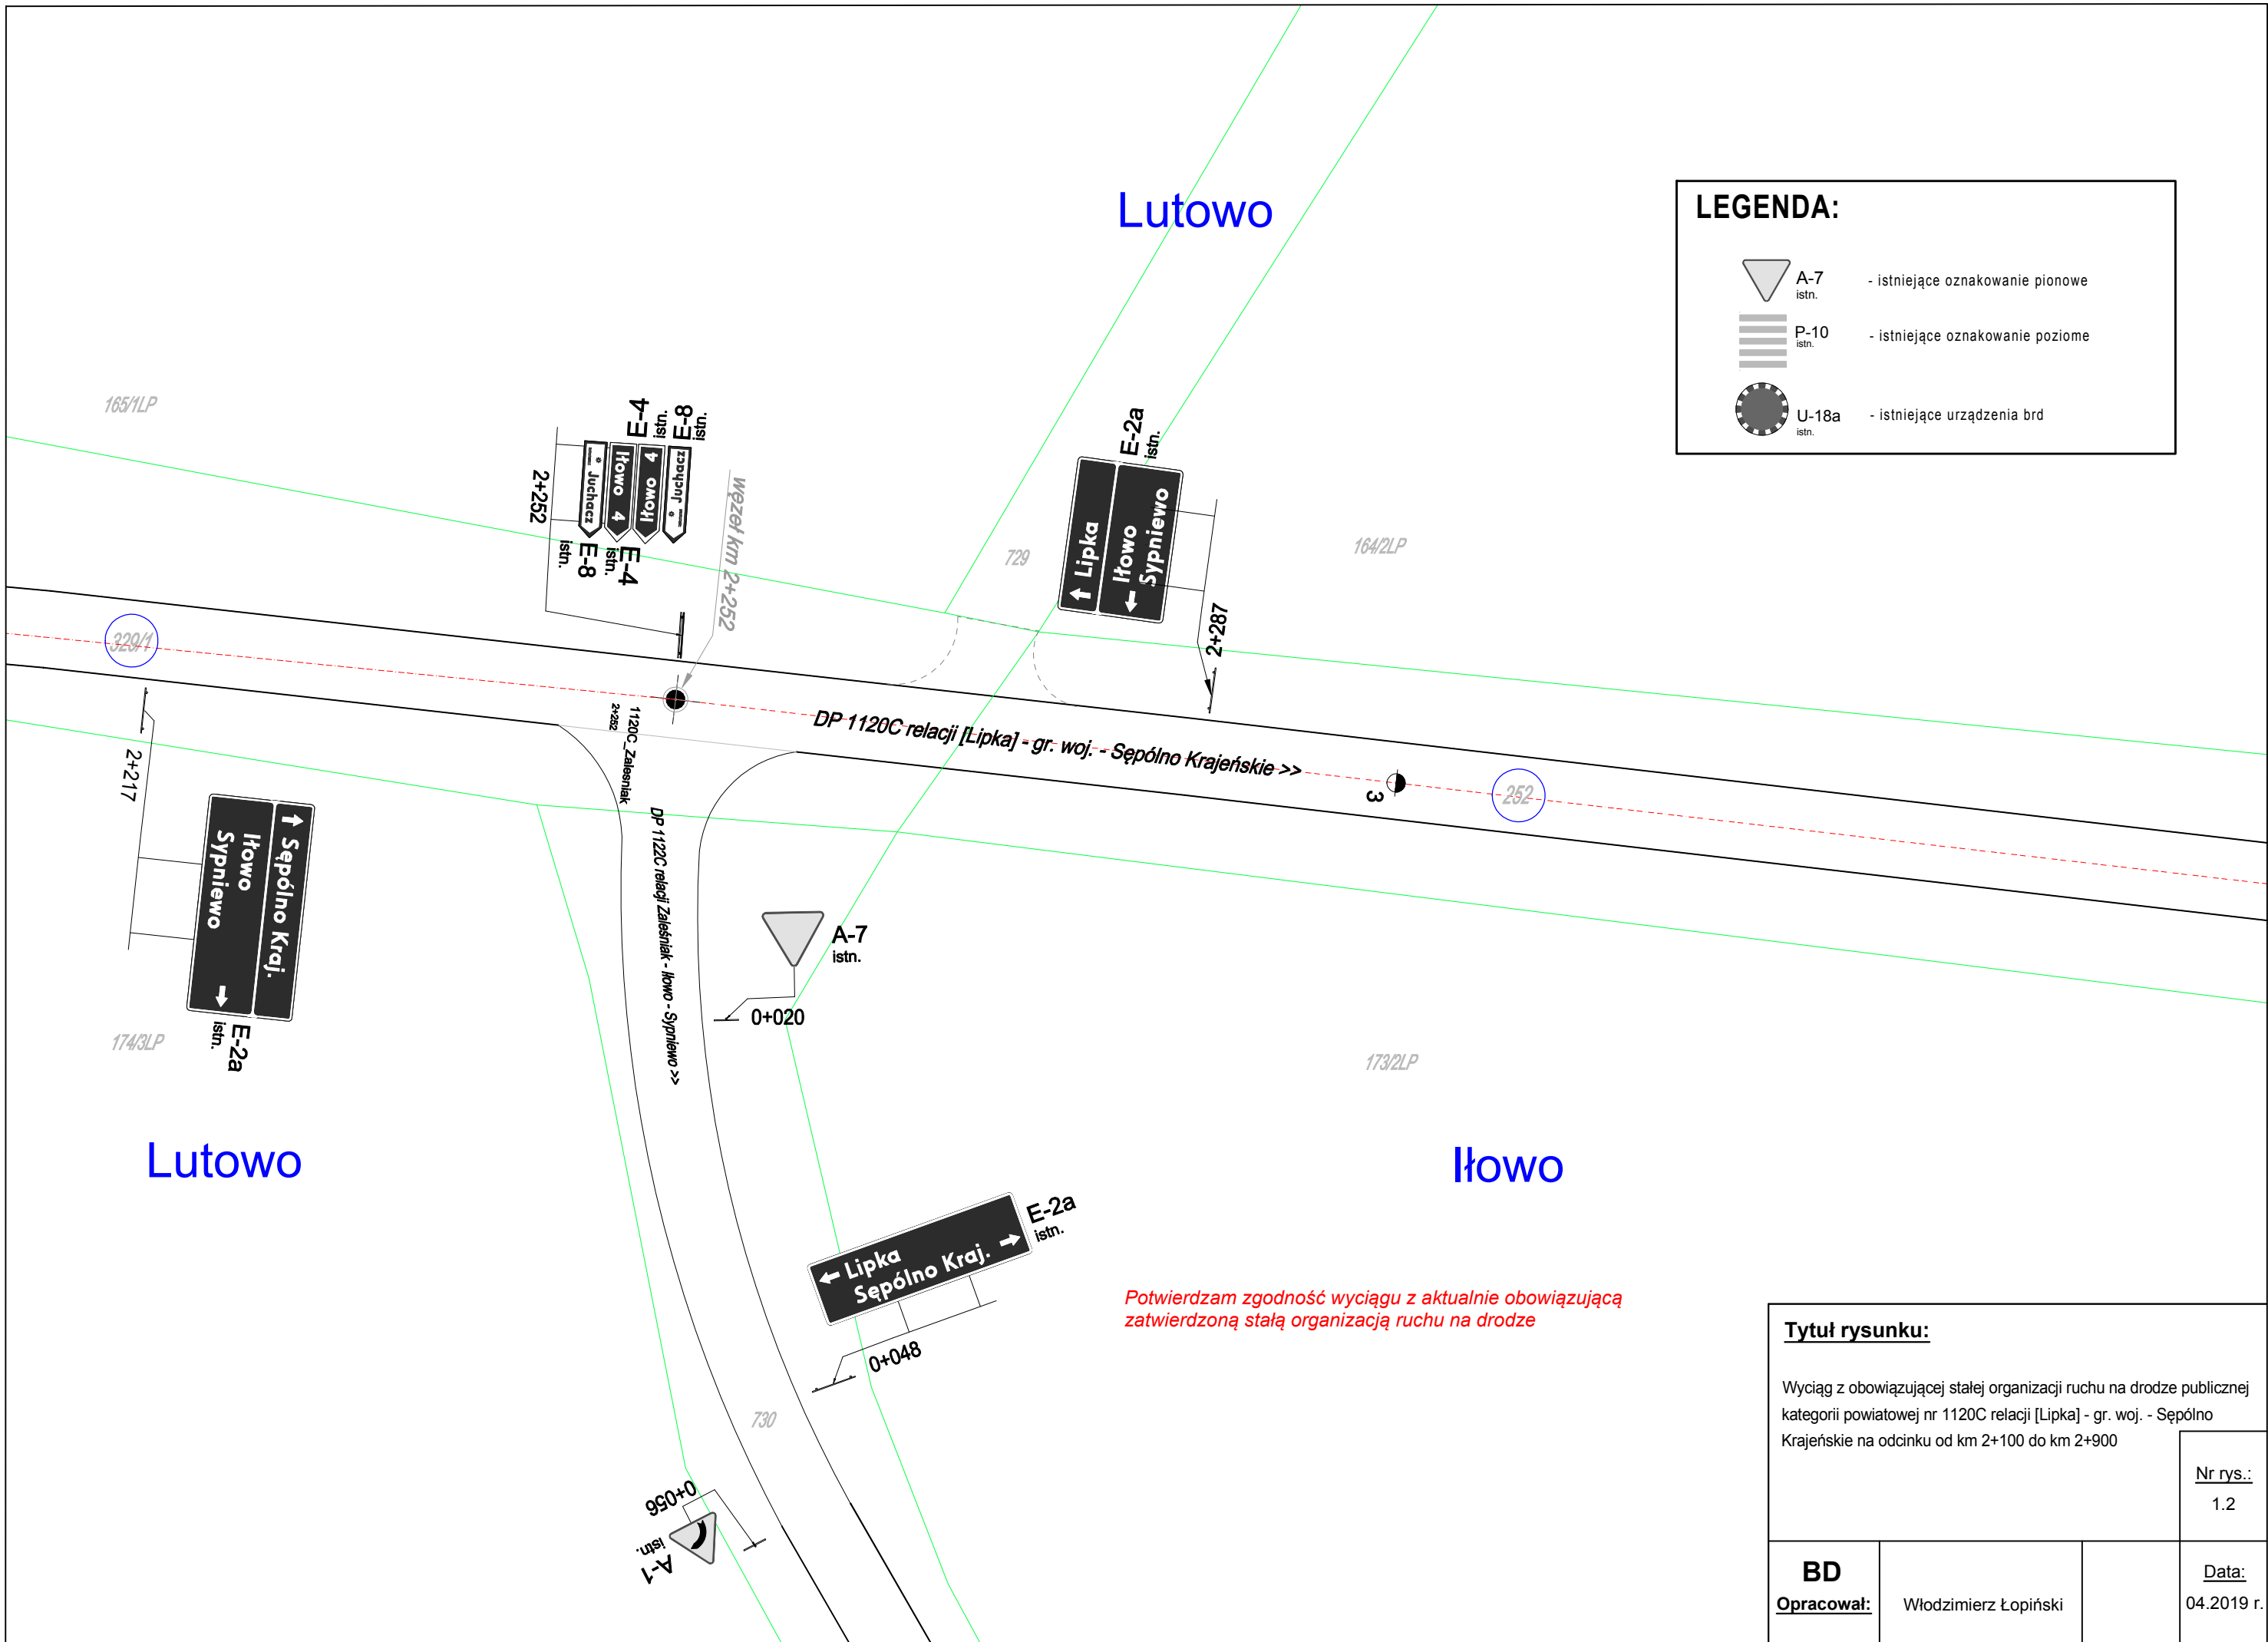 Lutowo
LEGENDA:
A-7
istn.
- istniejące oznakowanie pionowe
P-10
istn.
- istniejące oznakowanie poziome
U-18a
istn.
- istniejące urządzenia brd
165/1LP
E-4
istn.
E-8
istn.
Juchacz
Iłowo 4
Iłowo 4
Juchacz
E-8
istn.
E-4
istn.
2+252
węzeł km 2+252
729
E-2a
istn.
Lipka
Iłowo
Sypniewo
2+287
164/2LP
329/1
2+217
1120C_Zalesniak
2+252
DP 1120C relacji [Lipka] - gr. woj. - Sępólno Krajeńskie >>
3
252
Sępólno Kraj.
Iłowo
Sypniewo
E-2a
istn.
174/3LP
DP 1122C relacji Zaleśniak - Iłowo - Sypniewo >>
A-7
istn.
0+020
173/2LP
Lutowo
Iłowo
Lipka
Sępólno Kraj.
E-2a
istn.
0+048
730
0+056
A-1
istn.
Potwierdzam zgodność wyciągu z aktualnie obowiązującą
zatwierdzoną stałą organizacją ruchu na drodze
Tytuł rysunku:
Wyciąg z obowiązującej stałej organizacji ruchu na drodze publicznej
kategorii powiatowej nr 1120C relacji [Lipka] - gr. woj. - Sępólno
Krajeńskie na odcinku od km 2+100 do km 2+900
Nr rys.:
1.2
BD
Opracował:
Włodzimierz Łopiński
Data:
04.2019 r.